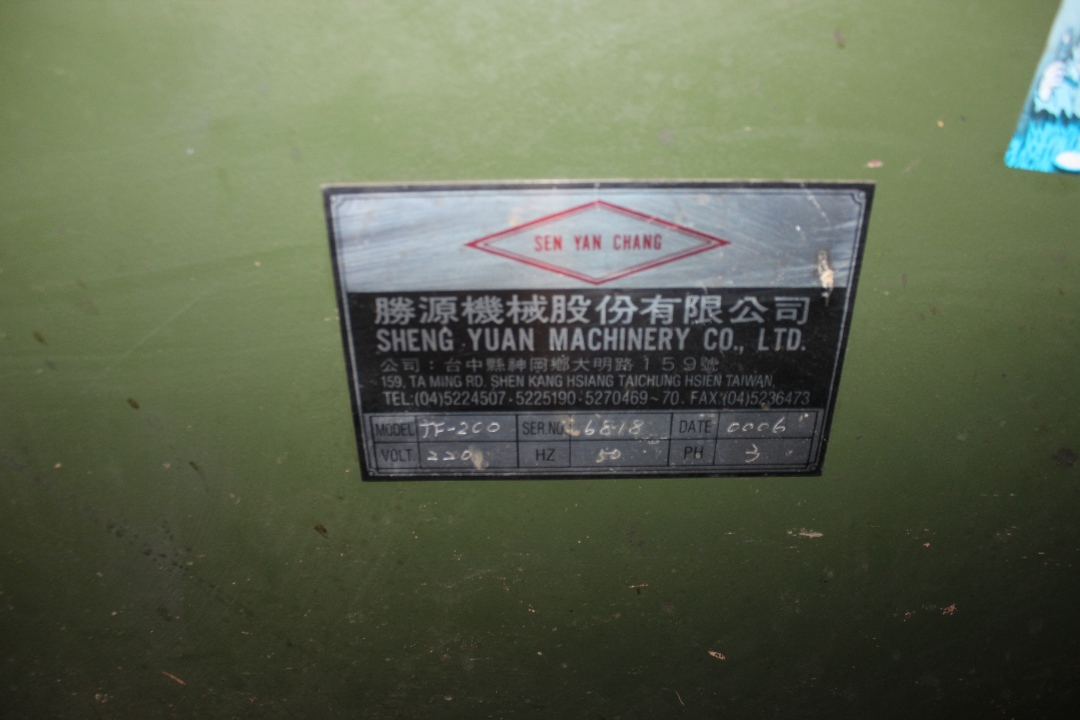 SEN YAN CHANG
勝源機械股份有限公司
SHENG YUAN MACHINERY CO., LTD.
公司：台中縣神岡鄉大明路159號
159, TA MING RD. SHEN KANG HSIANG TAICHUNG HSIEN TAIWAN,
TEL:(04)5224507·5225190·5270469~70. FAX:(04)5236473
MODEL TF-200 SER.NO 6818 DATE 0006
VOLT 220 HZ 50 PH 3